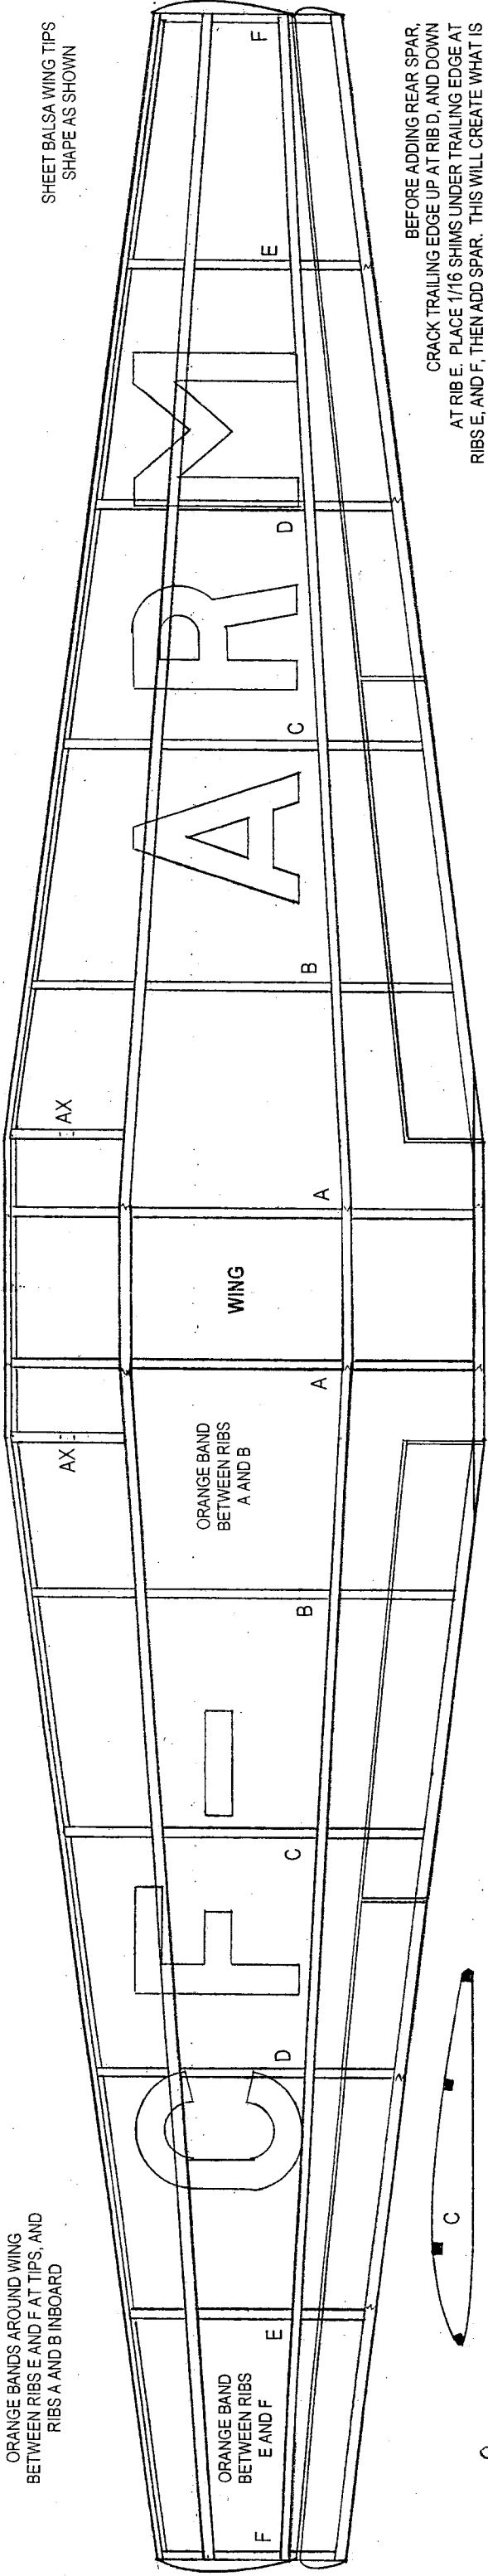 ORANGE BANDS AROUND WING
BETWEEN RIBS E AND F AT TIPS, AND
RIBS A AND B INBOARD
SHEET BALSA WING TIPS
SHAPE AS SHOWN
AX
AX
F
ORANGE BAND
BETWEEN RIBS
E AND F
E
D
C
B
ORANGE BAND
BETWEEN RIBS
A AND B
A
WING
A
B
C
D
E
F
CF-ARM
C
BEFORE ADDING REAR SPAR,
CRACK TRAILING EDGE UP AT RIB D, AND DOWN
AT RIB E. PLACE 1/16 SHIMS UNDER TRAILING EDGE AT
RIBS E, AND F, THEN ADD SPAR. THIS WILL CREATE WHAT IS